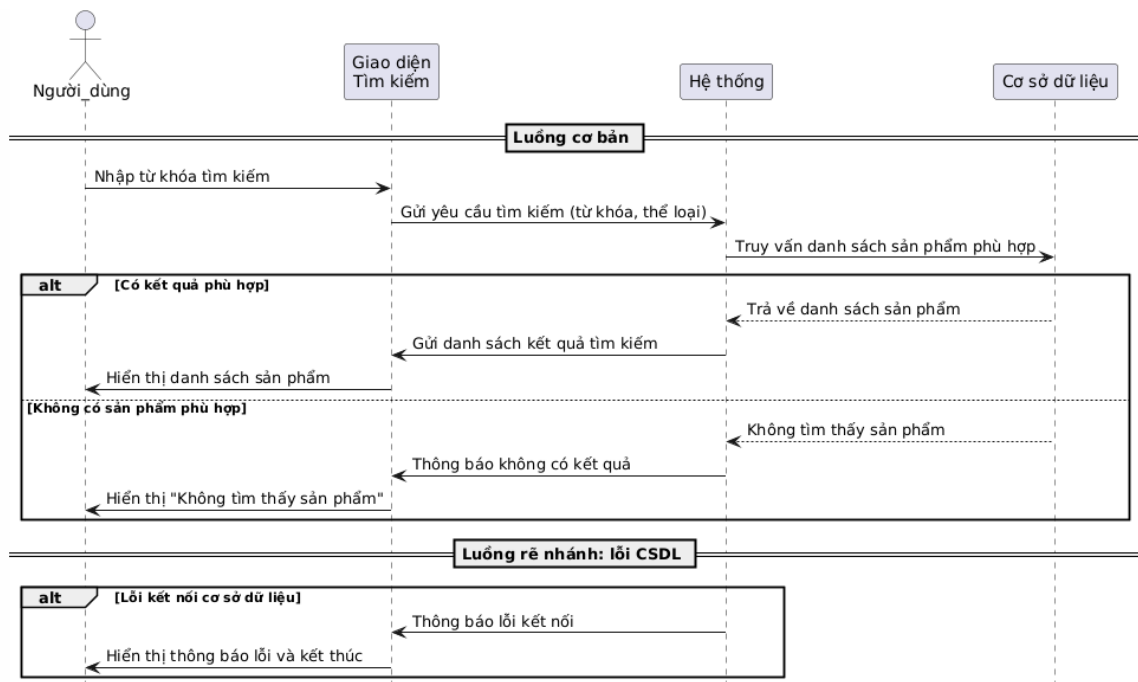 Người_dùng
Giao diện
Tìm kiếm
Hệ thống
Cơ sở dữ liệu
Luồng cơ bản
Nhập từ khóa tìm kiếm
Gửi yêu cầu tìm kiếm (từ khóa, thể loại)
Truy vấn danh sách sản phẩm phù hợp
alt [Có kết quả phù hợp]
Trả về danh sách sản phẩm
Gửi danh sách kết quả tìm kiếm
Hiển thị danh sách sản phẩm
[Không có sản phẩm phù hợp]
Không tìm thấy sản phẩm
Thông báo không có kết quả
Hiển thị "Không tìm thấy sản phẩm"
Luồng rẽ nhánh: lỗi CSDL
alt [Lỗi kết nối cơ sở dữ liệu]
Thông báo lỗi kết nối
Hiển thị thông báo lỗi và kết thúc